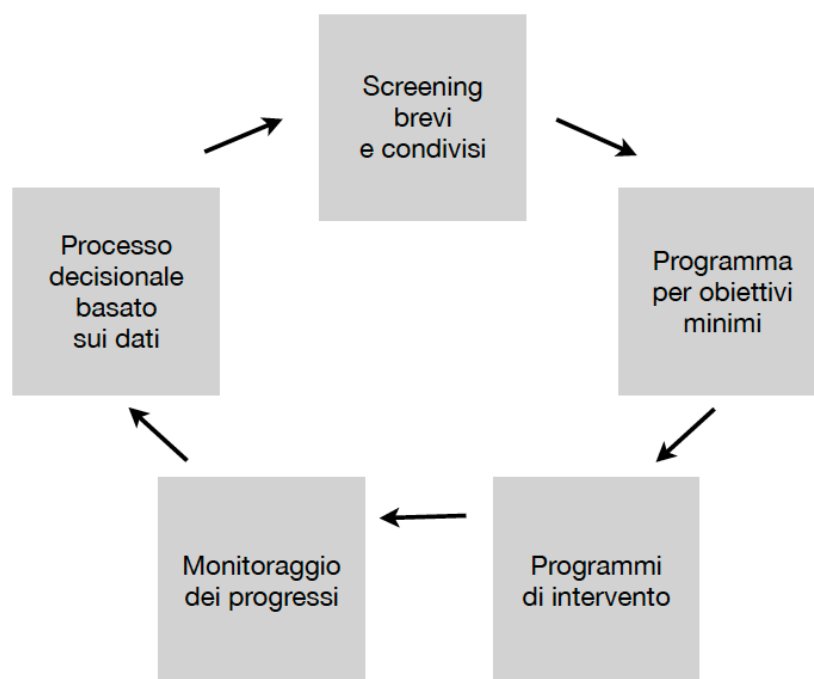 Screening
brevi
e condivisi
Programma
per obiettivi
minimi
Programmi
di intervento
Monitoraggio
dei progressi
Processo
decisionale
basato
sui dati